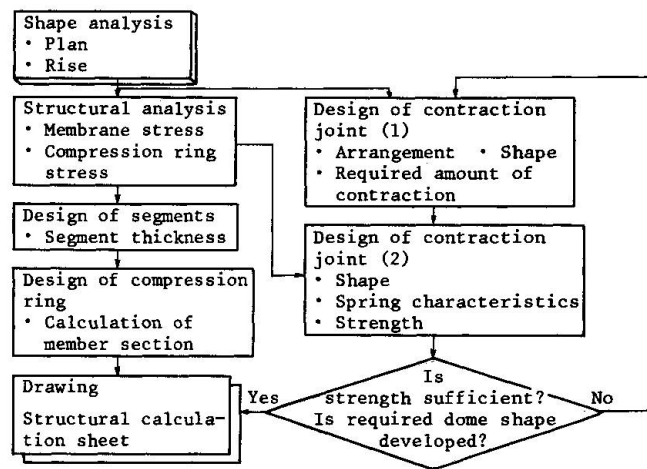 Shape analysis
· Plan
· Rise
Structural analysis
· Membrane stress
· Compression ring
stress
Design of segments
· Segment thickness
Design of compression
ring
· Calculation of
member section
Drawing
Structural calcula-
tion sheet
Design of contraction
joint (1)
· Arrangement · Shape
· Required amount of
contraction
Design of contraction
joint (2)
· Shape
· Spring characteristics
· Strength
Is
strength sufficient?
Is required dome shape
developed?
Yes
No